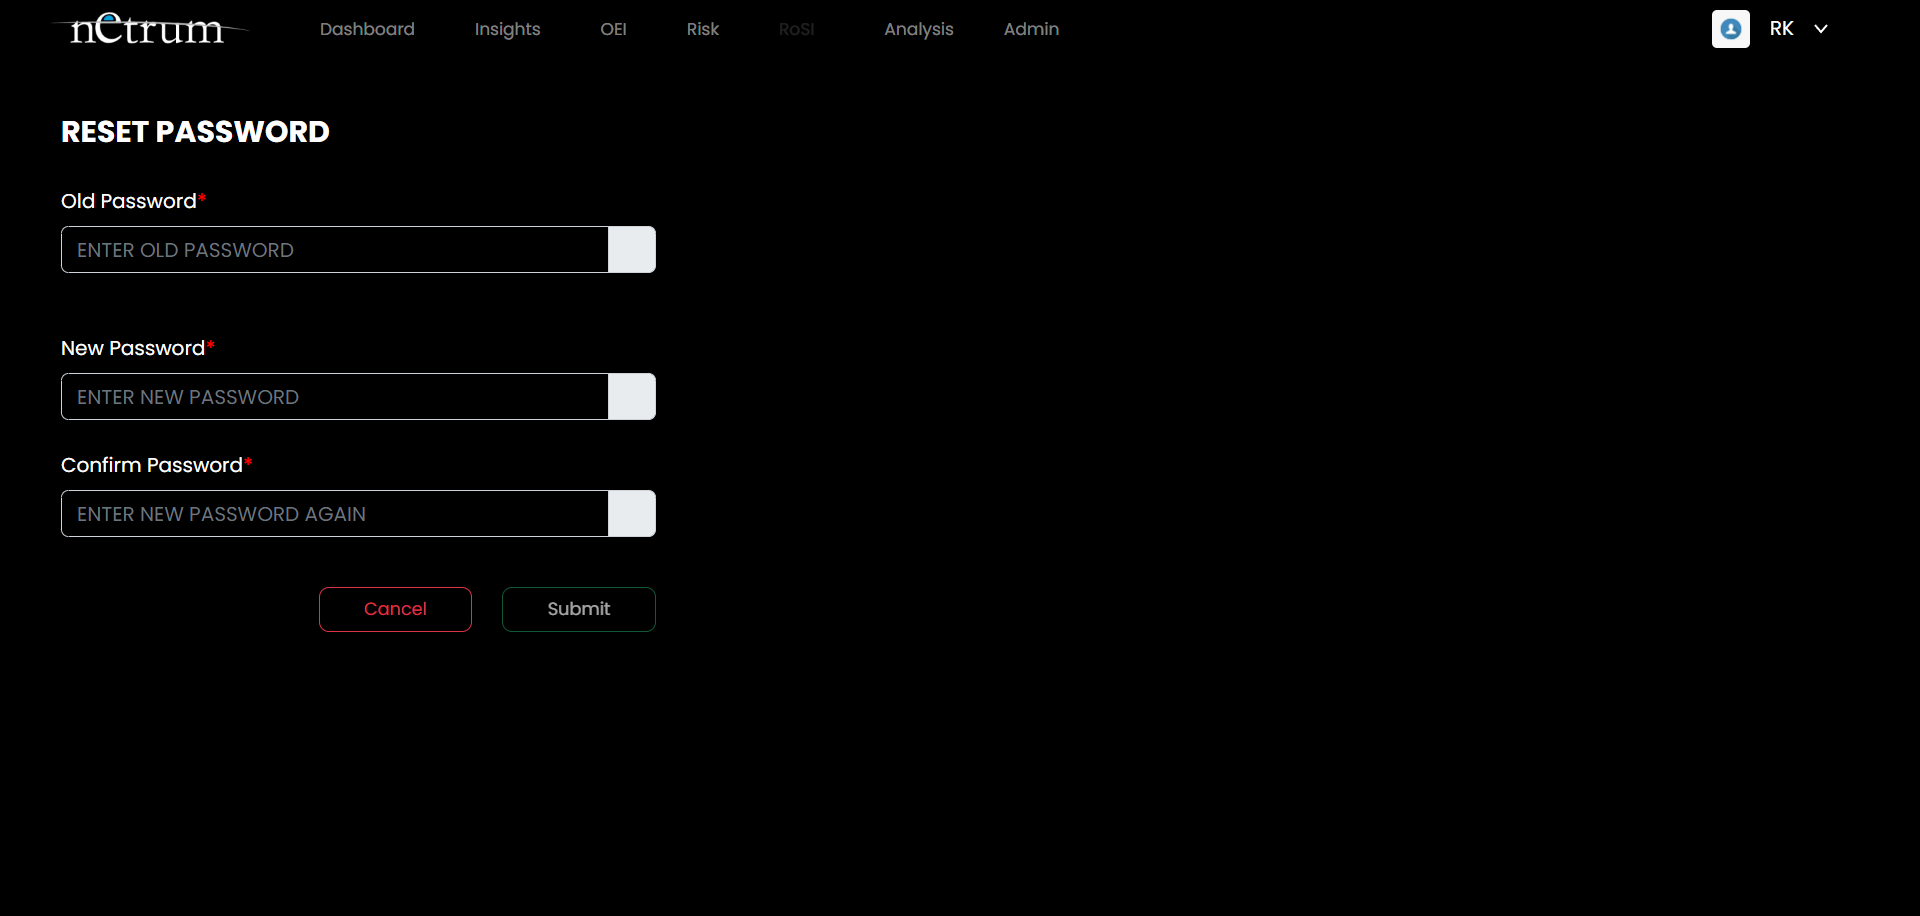 netrum
Dashboard Insights OEI Risk RoSI Analysis Admin RK
RESET PASSWORD
Old Password*
ENTER OLD PASSWORD
New Password*
ENTER NEW PASSWORD
Confirm Password*
ENTER NEW PASSWORD AGAIN
Cancel Submit